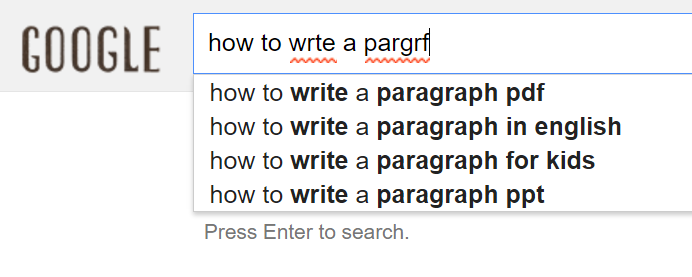 GOOGLE
how to wrte a pargrf
how to write a paragraph pdf
how to write a paragraph in english
how to write a paragraph for kids
how to write a paragraph ppt
Press Enter to search.